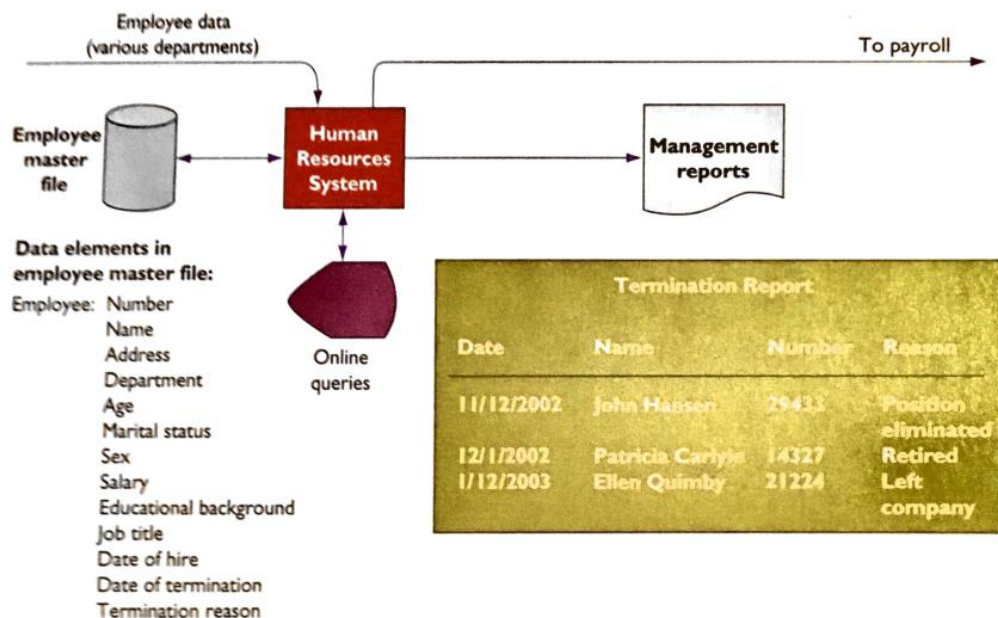 Employee data
(various departments)
To payroll
Employee
master
file
Human
Resources
System
Management
reports
Data elements in
employee master file:
Employee: Number
Name
Address
Department
Age
Marital status
Sex
Salary
Educational background
Job title
Date of hire
Date of termination
Termination reason
Online
queries
Termination Report
Date Name Number Reason
11/12/2002 John Hansen 29433 Position
eliminated
12/1/2002 Patricia Carlyle 14327 Retired
1/12/2003 Ellen Quimby 21224 Left
company